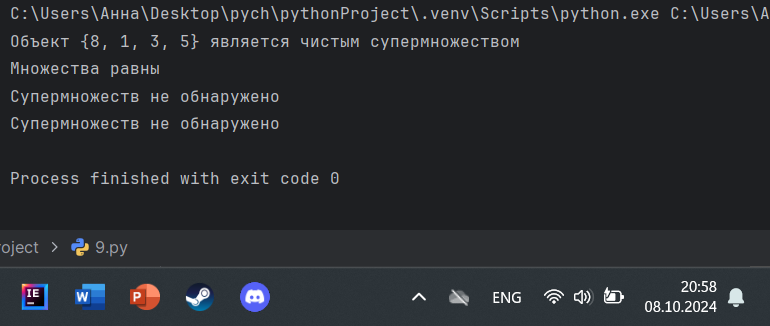 C:\Users\Анна\Desktop\pych\pythonProject\.venv\Scripts\python.exe C:\Users\А
Объект {8, 1, 3, 5} является чистым супермножеством
Множества равны
Супермножеств не обнаружено
Супермножеств не обнаружено
Process finished with exit code 0
oject > 9.py
IE W P ENG 20:58
08.10.2024